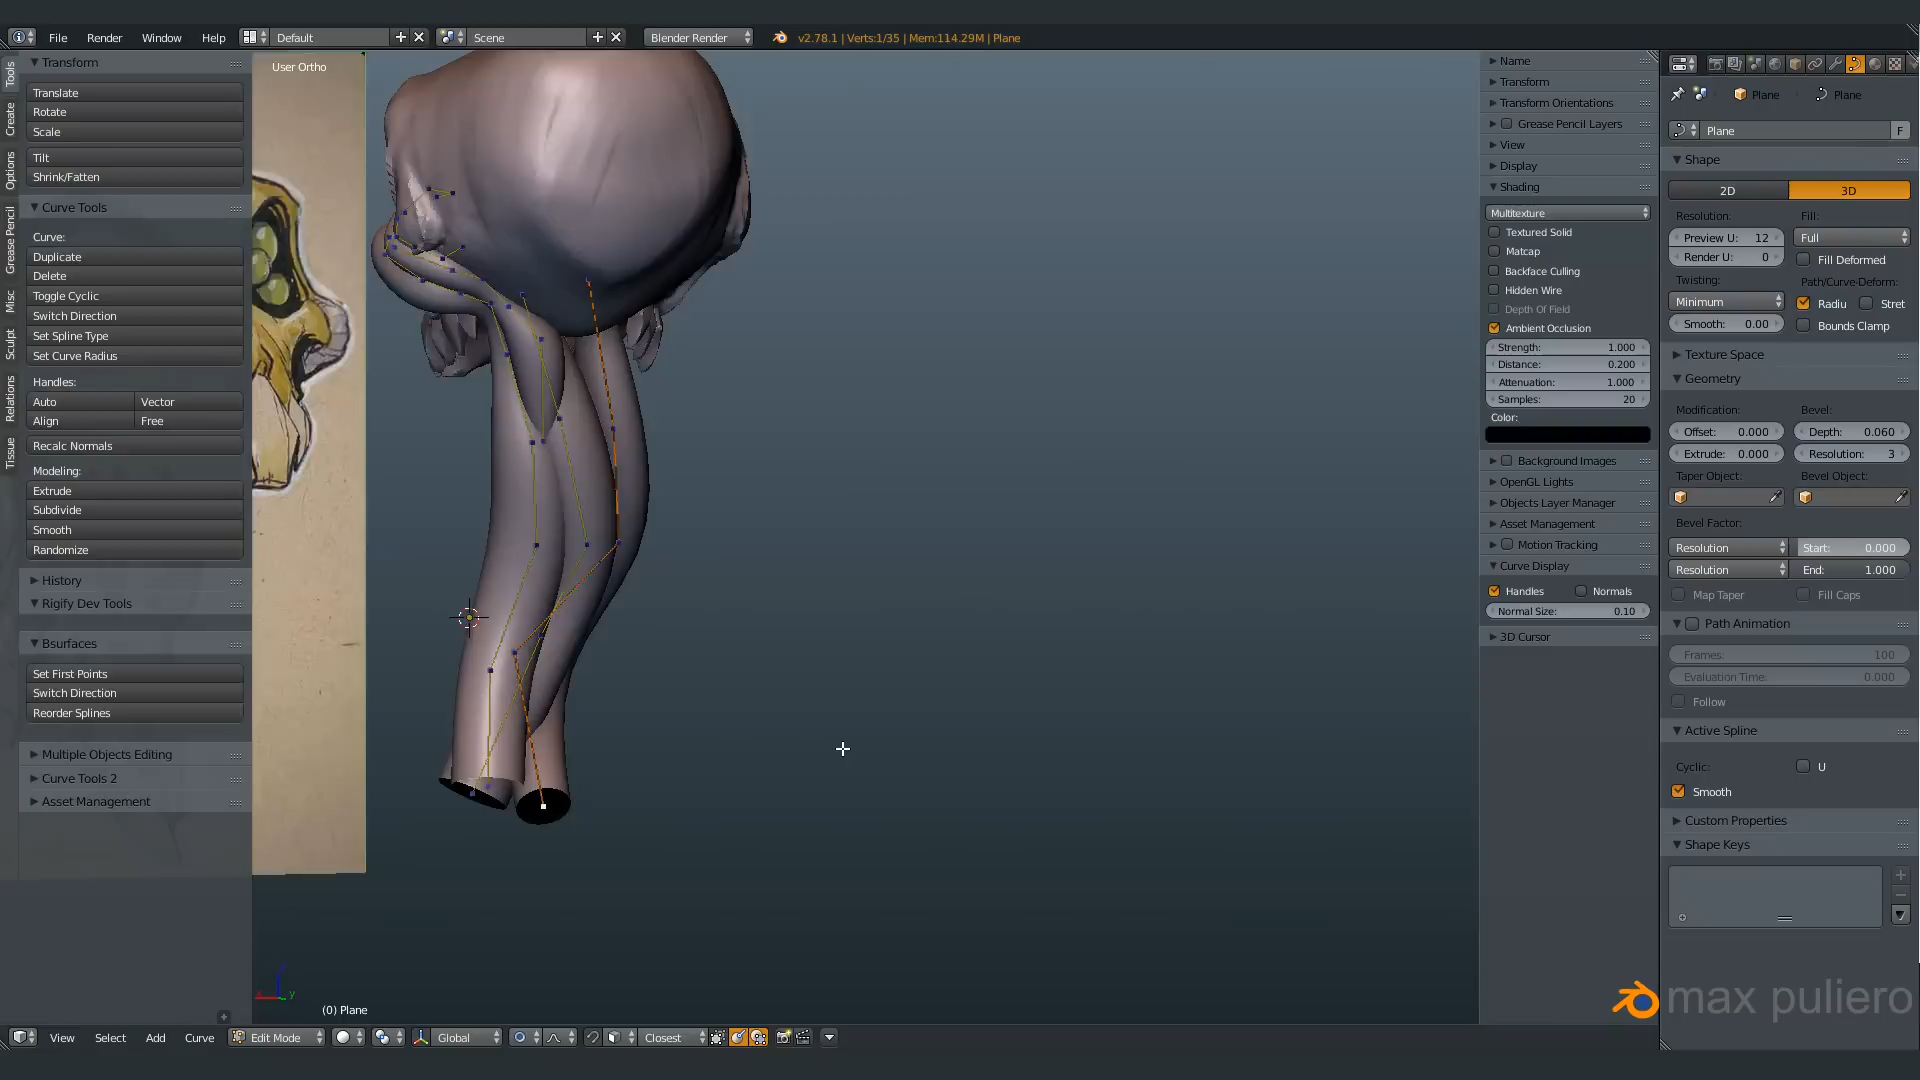 File Render Window Help Default Scene Blender Render v2.78.1 | Verts:1/35 | Mem:114.29M | Plane
Tools
Create
Options
Grease Pencil
Misc
Sculpt
Relations
Tissue
Transform
Translate
Rotate
Scale
Tilt
Shrink/Fatten
Curve Tools
Curve:
Duplicate
Delete
Toggle Cyclic
Switch Direction
Set Spline Type
Set Curve Radius
Handles:
Auto Vector
Align Free
Recalc Normals
Modeling:
Extrude
Subdivide
Smooth
Randomize
History
Rigify Dev Tools
Bsurfaces
Set First Points
Switch Direction
Reorder Splines
Multiple Objects Editing
Curve Tools 2
Asset Management
User Ortho
x y
(0) Plane
View Select Add Curve Edit Mode Global Closest
Name
Transform
Transform Orientations
Grease Pencil Layers
View
Display
Shading
Multitexture
Textured Solid
Matcap
Backface Culling
Hidden Wire
Depth Of Field
Ambient Occlusion
Strength: 1.000
Distance: 0.200
Attenuation: 1.000
Samples: 20
Color:
Background Images
OpenGL Lights
Objects Layer Manager
Asset Management
Motion Tracking
Curve Display
Handles Normals
Normal Size: 0.10
3D Cursor
Plane Plane
Plane F
Shape
2D 3D
Resolution: Fill:
Preview U: 12 Full
Render U: 0 Fill Deformed
Twisting: Path/Curve-Deform:
Minimum Radiu Stret
Smooth: 0.00 Bounds Clamp
Texture Space
Geometry
Modification: Bevel:
Offset: 0.000 Depth: 0.060
Extrude: 0.000 Resolution: 3
Taper Object: Bevel Object:
Bevel Factor:
Resolution Start: 0.000
Resolution End: 1.000
Map Taper Fill Caps
Path Animation
Frames: 100
Evaluation Time: 0.000
Follow
Active Spline
Cyclic: U
Smooth
Custom Properties
Shape Keys
max puliero